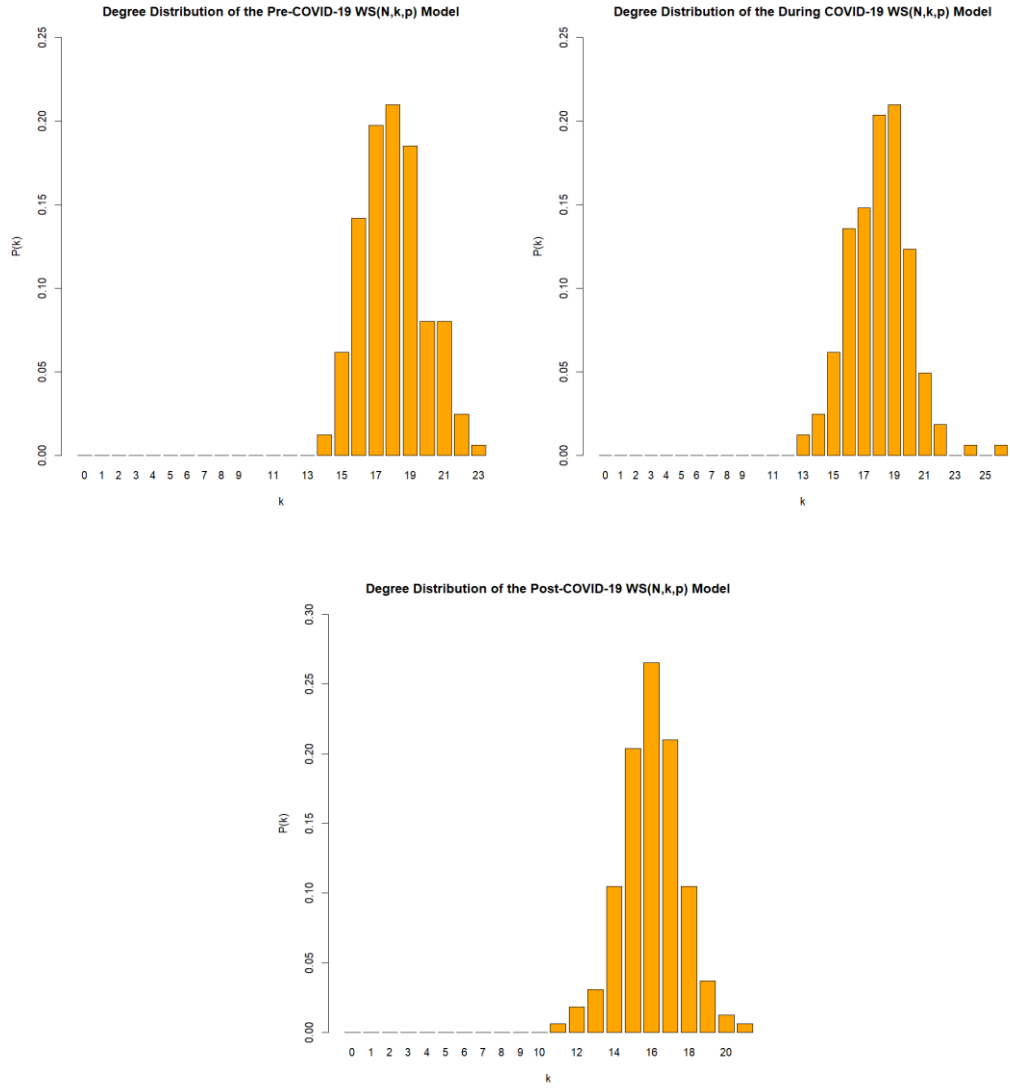 Degree Distribution of the Pre-COVID-19 WS(N,k,p) Model
P(k)
0.25
0.20
0.15
0.10
0.05
0.00
0 1 2 3 4 5 6 7 8 9 11 13 15 17 19 21 23
k
Degree Distribution of the During COVID-19 WS(N,k,p) Model
P(k)
0.25
0.20
0.15
0.10
0.05
0.00
0 1 2 3 4 5 6 7 8 9 11 13 15 17 19 21 23 25
k
Degree Distribution of the Post-COVID-19 WS(N,k,p) Model
P(k)
0.30
0.25
0.20
0.15
0.10
0.05
0.00
0 1 2 3 4 5 6 7 8 9 10 12 14 16 18 20
k